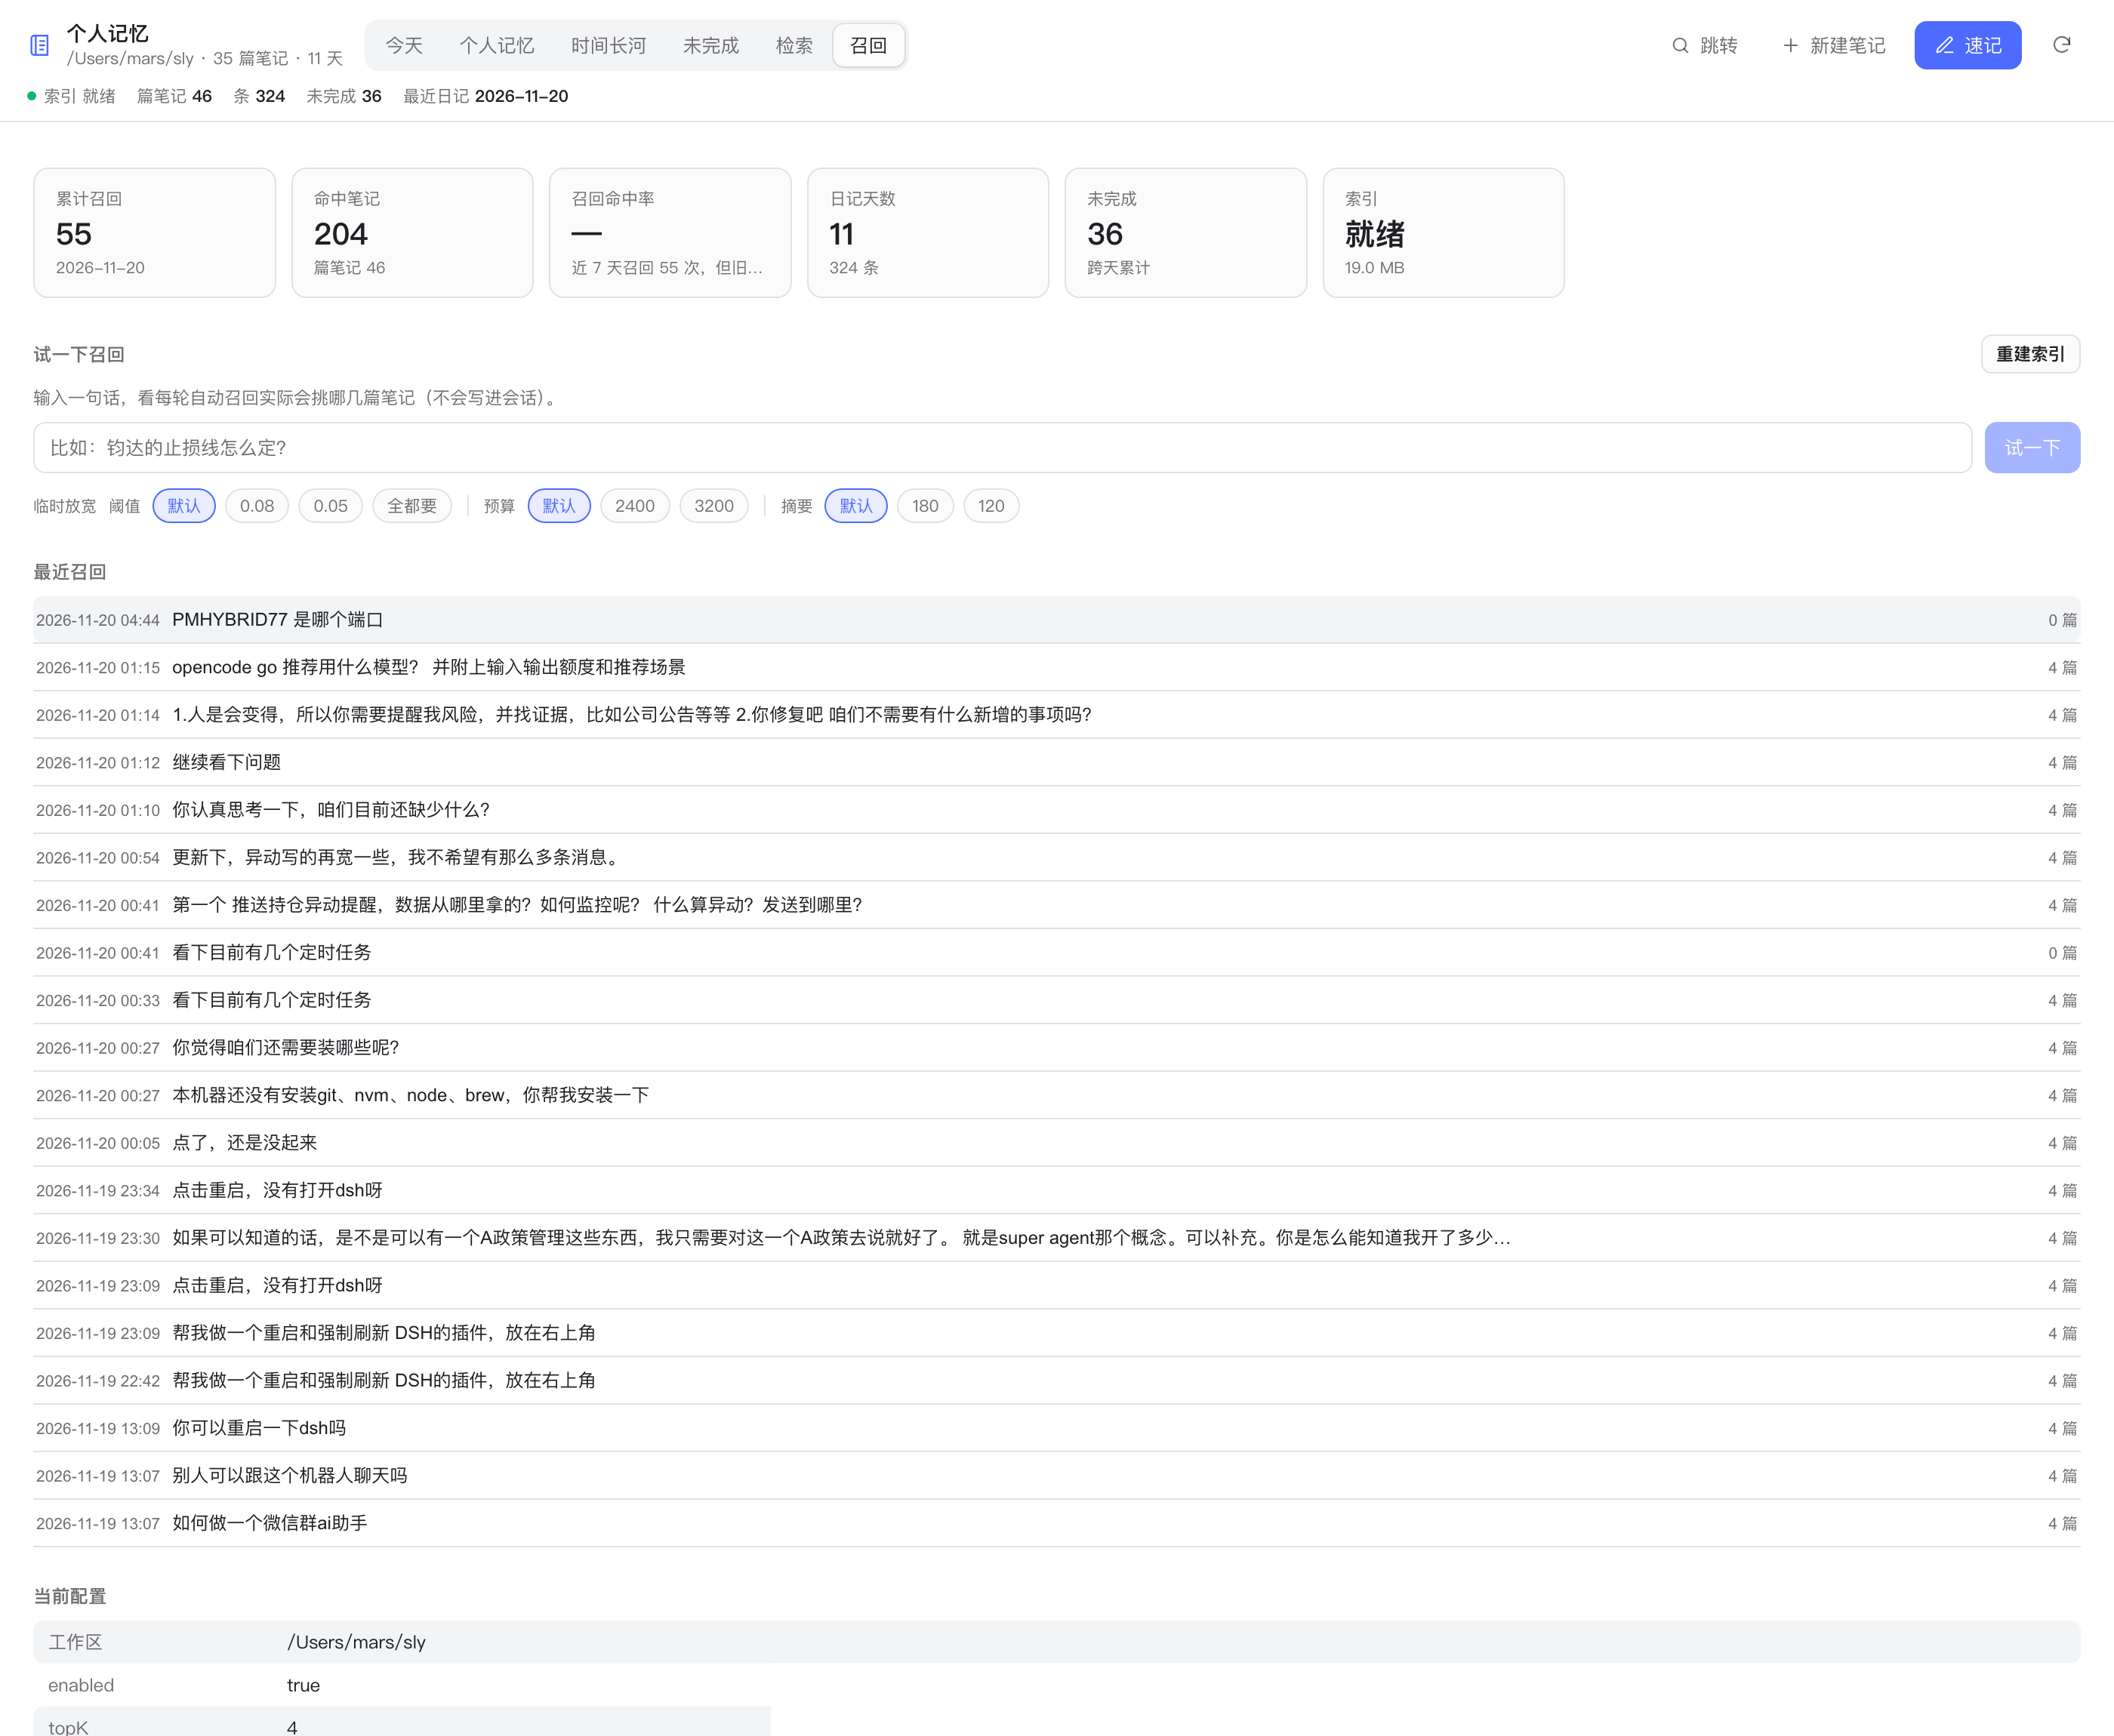 个人记忆
/Users/mars/sly · 35 篇笔记 · 11 天
今天 个人记忆 时间长河 未完成 检索 召回
跳转 新建笔记 速记
索引 就绪 篇笔记 46 条 324 未完成 36 最近日记 2026–11–20
累计召回
55
2026–11–20
命中笔记
204
篇笔记 46
召回命中率
—
近 7 天召回 55 次，但旧…
日记天数
11
324 条
未完成
36
跨天累计
索引
就绪
19.0 MB
试一下召回
重建索引
输入一句话，看每轮自动召回实际会挑哪几篇笔记（不会写进会话）。
比如：钧达的止损线怎么定？
试一下
临时放宽 阈值 默认 0.08 0.05 全都要 预算 默认 2400 3200 摘要 默认 180 120
最近召回
2026-11-20 04:44 PMHYBRID77 是哪个端口 0 篇
2026-11-20 01:15 opencode go 推荐用什么模型？ 并附上输入输出额度和推荐场景 4 篇
2026-11-20 01:14 1.人是会变得，所以你需要提醒我风险，并找证据，比如公司公告等等 2.你修复吧 咱们不需要有什么新增的事项吗？ 4 篇
2026-11-20 01:12 继续看下问题 4 篇
2026-11-20 01:10 你认真思考一下，咱们目前还缺少什么？ 4 篇
2026-11-20 00:54 更新下，异动写的再宽一些，我不希望有那么多条消息。 4 篇
2026-11-20 00:41 第一个 推送持仓异动提醒，数据从哪里拿的？如何监控呢？ 什么算异动？发送到哪里？ 4 篇
2026-11-20 00:41 看下目前有几个定时任务 0 篇
2026-11-20 00:33 看下目前有几个定时任务 4 篇
2026-11-20 00:27 你觉得咱们还需要装哪些呢？ 4 篇
2026-11-20 00:27 本机器还没有安装git、nvm、node、brew，你帮我安装一下 4 篇
2026-11-20 00:05 点了，还是没起来 4 篇
2026-11-19 23:34 点击重启，没有打开dsh呀 4 篇
2026-11-19 23:30 如果可以知道的话，是不是可以有一个A政策管理这些东西，我只需要对这一个A政策去说就好了。 就是super agent那个概念。可以补充。你是怎么能知道我开了多少… 4 篇
2026-11-19 23:09 点击重启，没有打开dsh呀 4 篇
2026-11-19 23:09 帮我做一个重启和强制刷新 DSH的插件，放在右上角 4 篇
2026-11-19 22:42 帮我做一个重启和强制刷新 DSH的插件，放在右上角 4 篇
2026-11-19 13:09 你可以重启一下dsh吗 4 篇
2026-11-19 13:07 别人可以跟这个机器人聊天吗 4 篇
2026-11-19 13:07 如何做一个微信群ai助手 4 篇
当前配置
工作区 /Users/mars/sly
enabled true
topK 4